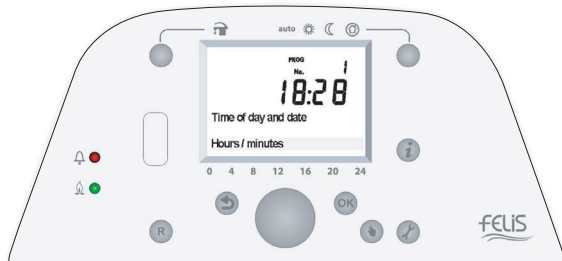 auto
PROG
No. 1
18:28
Time of day and date
Hours / minutes
0 4 8 12 16 20 24
i
OK
R
FELIS